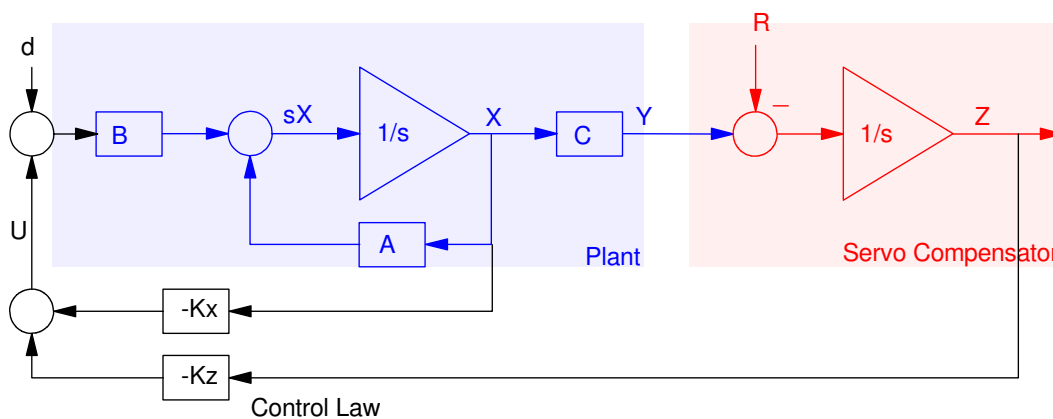 R
d
sX
X
Y
Z
B
1/s
C
1/s
–
U
A
Plant
Servo Compensator
-Kx
-Kz
Control Law